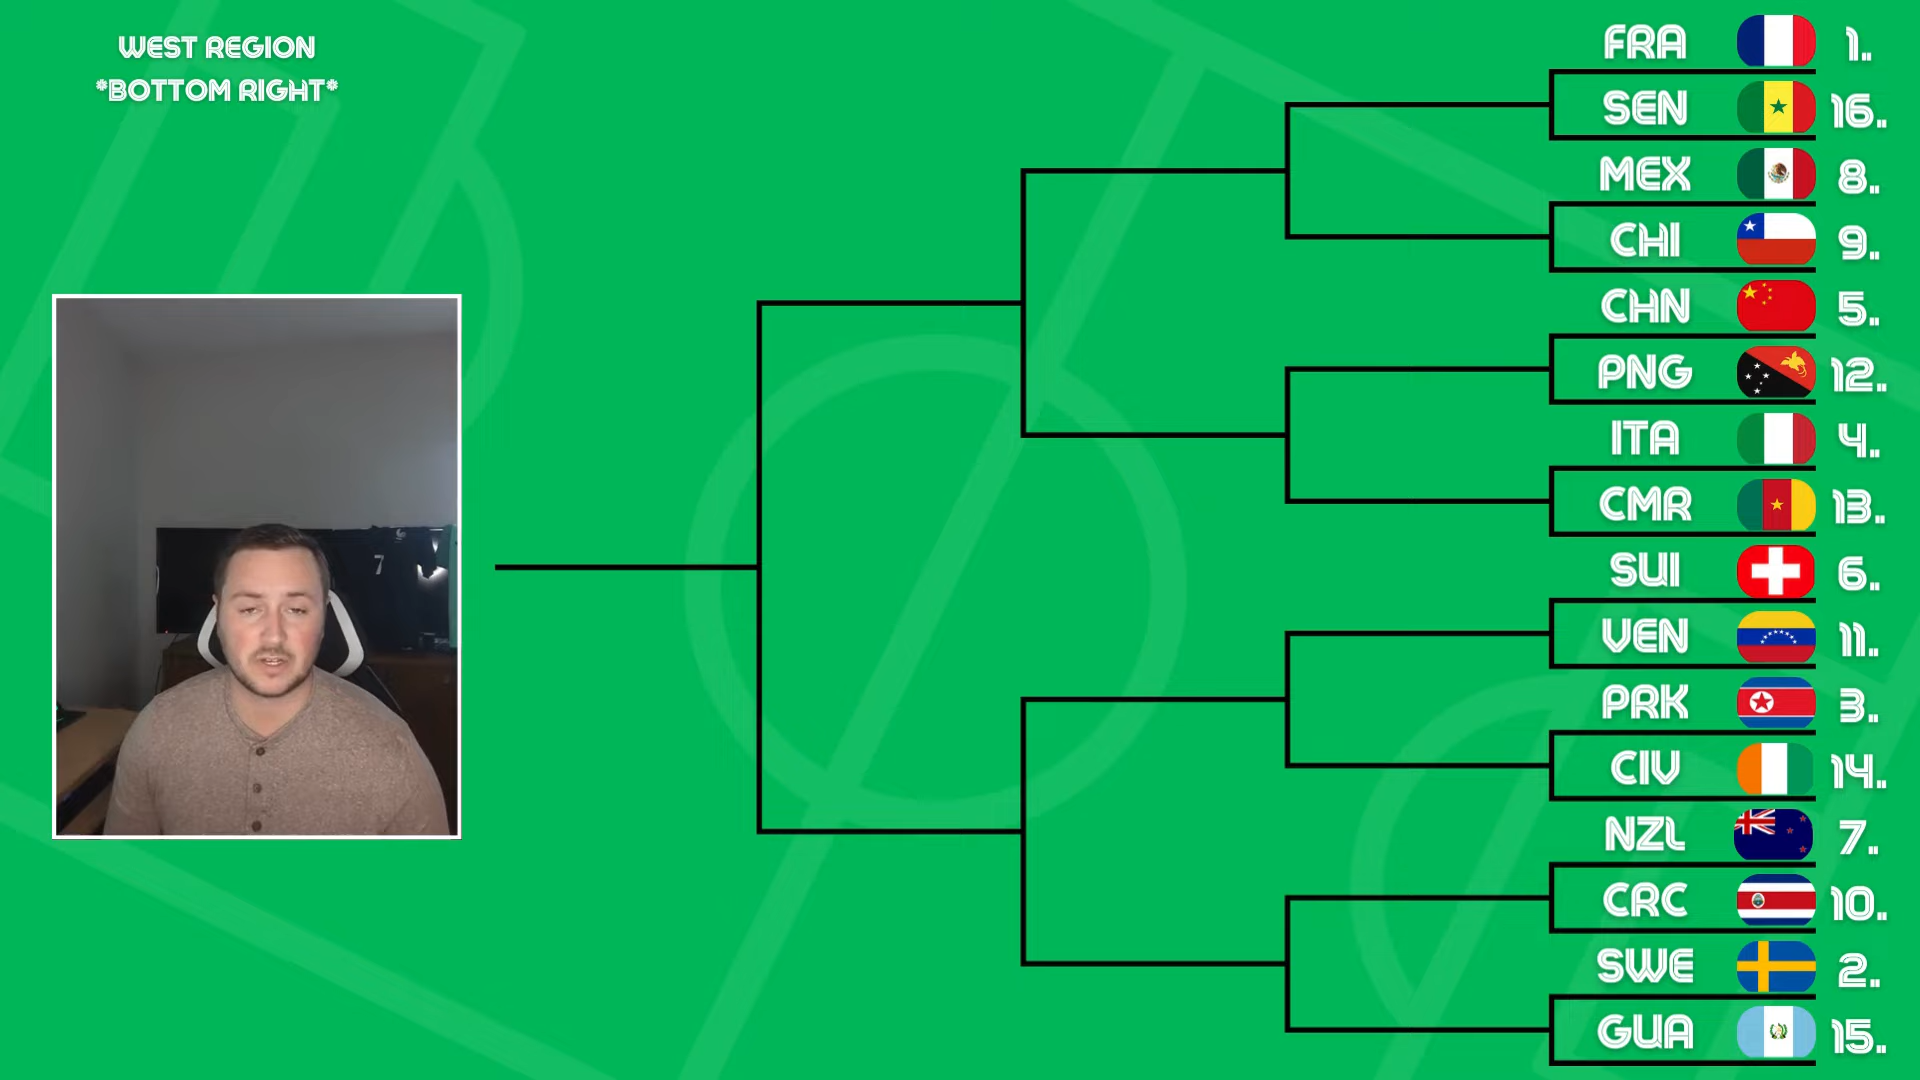 WEST REGION
*BOTTOM RIGHT*
FRA 1.
SEN 16.
MEX 8.
CHI 9.
CHN 5.
PNG 12.
ITA 4.
CMR 13.
SUI 6.
VEN 11.
PRK 3.
CIV 14.
NZL 7.
CRC 10.
SWE 2.
GUA 15.
7